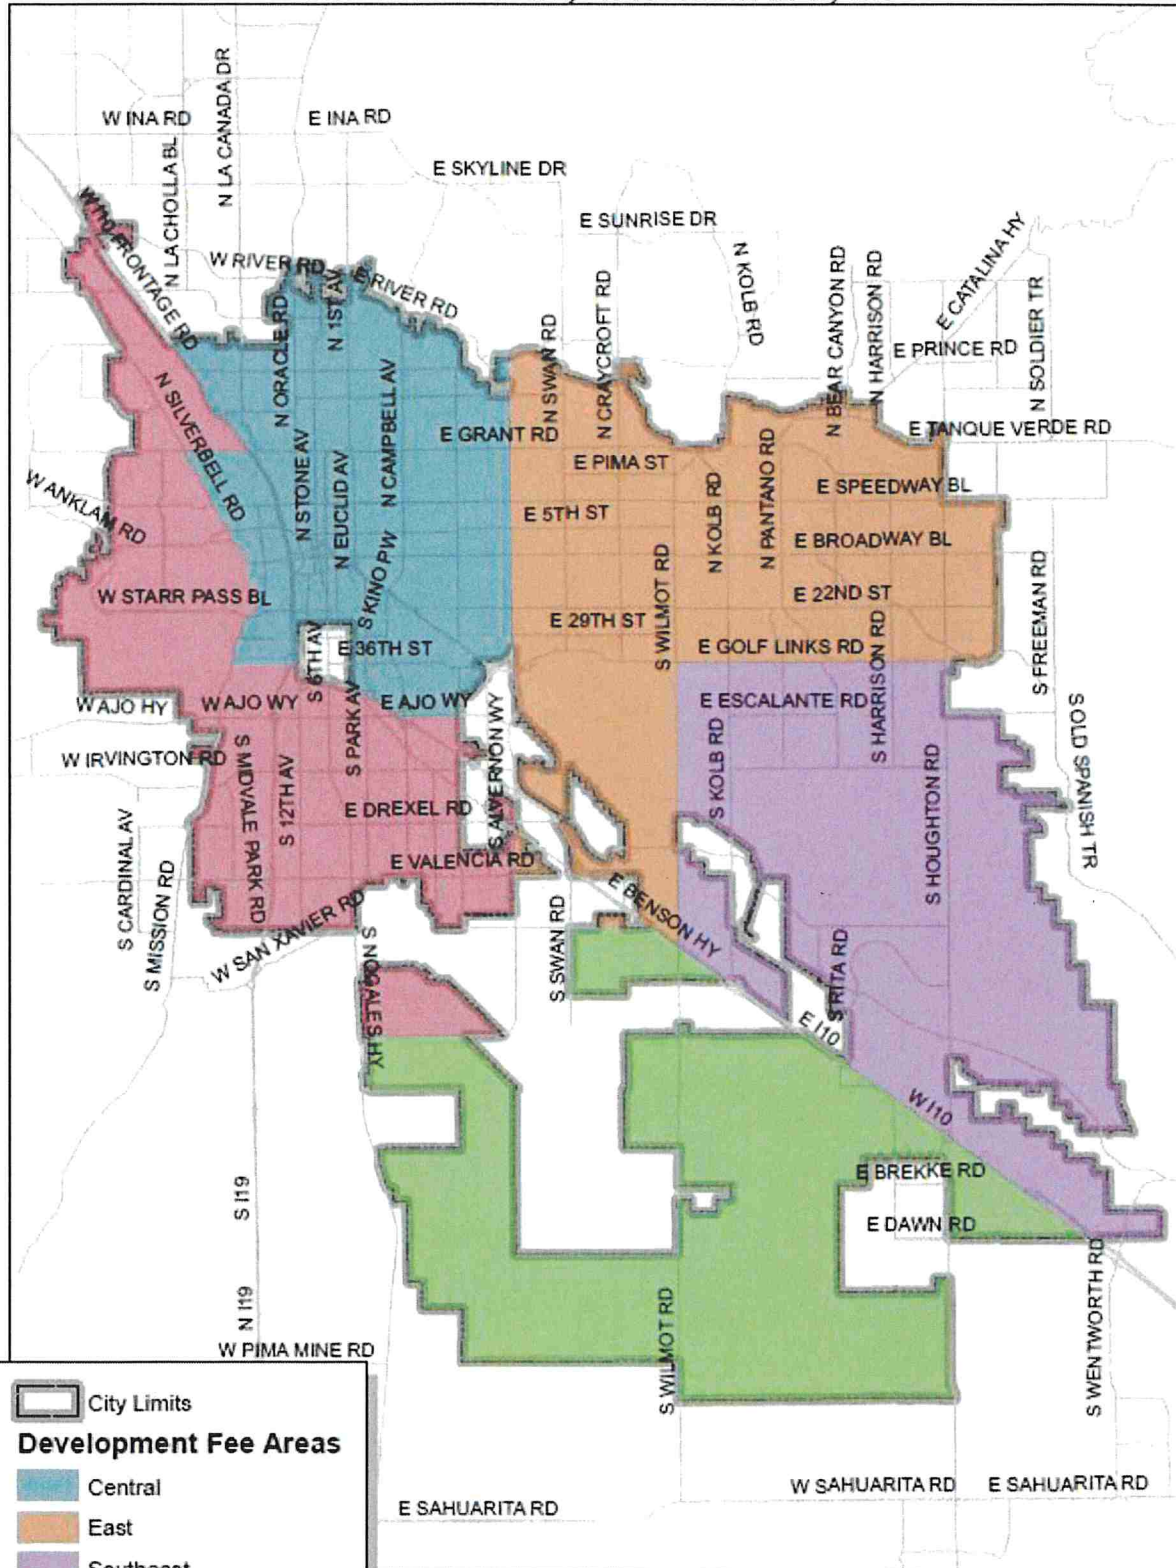 W INA RD
E INA RD
N LA CANADA DR
N LA CHOLLA BL
E SKYLINE DR
E SUNRISE DR
N KOLB RD
E CATALINA HY
W I10 FRONTAGE RD
W RIVER RD
E RIVER RD
N 1ST AV
N ORACLE RD
N SWAN RD
N CRAYCROFT RD
N BEAR CANYON RD
N HARRISON RD
E PRINCE RD
N SOLDIER TR
N SILVERBELL RD
N CAMPBELL AV
E GRANT RD
E TANQUE VERDE RD
N STONE AV
N EUCLID AV
E PIMA ST
N PANTANO RD
W ANKLAM RD
E SPEEDWAY BL
E 5TH ST
N KOLB RD
E BROADWAY BL
S KINO PW
S WILMOT RD
W STARR PASS BL
E 22ND ST
E 29TH ST
S FREEMAN RD
S 6TH AV
E 36TH ST
E GOLF LINKS RD
S HARRISON RD
W AJO HY
W AJO WY
E AJO WY
E ESCALANTE RD
S PARK AV
S ALVERNON WY
S KOLB RD
S OLD SPANISH TR
W IRVINGTON RD
S MIDVALE PARK RD
S 12TH AV
E DREXEL RD
S HOUGHTON RD
S CARDINAL AV
S MISSION RD
E VALENCIA RD
E BENSON HY
W SAN XAVIER RD
S NOGALES HY
S SWAN RD
S RITA RD
E I10
W I10
E BREKKE RD
S I19
E DAWN RD
N I19
S WILMOT RD
S WENTWORTH RD
W PIMA MINE RD
City Limits
Development Fee Areas
Central
East
W SAHUARITA RD
E SAHUARITA RD
E SAHUARITA RD